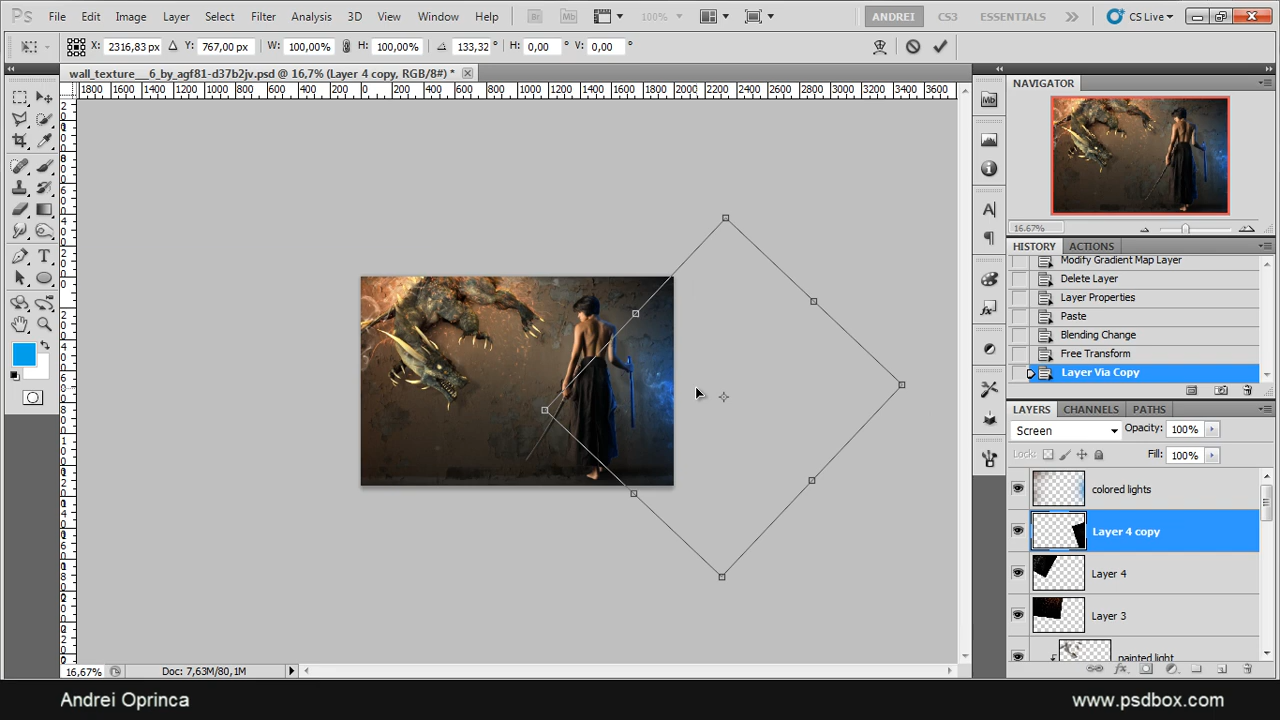 Ps File Edit Image Layer Select Filter Analysis 3D View Window Help Br Mb 100% ANDREI CS3 ESSENTIALS CS Live
X: 2316,83 px Y: 767,00 px W: 100,00% H: 100,00% 133,32 ° H: 0,00 ° V: 0,00 °
wall_texture__6_by_agf81-d37b2jv.psd @ 16,7% (Layer 4 copy, RGB/8#) *
1800 1600 1400 1200 1000 800 600 400 200 0 200 400 600 800 1000 1200 1400 1600 1800 2000 2200 2400 2600 2800 3000 3200 3400 3600
NAVIGATOR
16.67%
HISTORY ACTIONS
Modify Gradient Map Layer
Delete Layer
Layer Properties
Paste
Blending Change
Free Transform
Layer Via Copy
LAYERS CHANNELS PATHS
Screen Opacity: 100%
Lock: Fill: 100%
colored lights
Layer 4 copy
Layer 4
Layer 3
painted light
16,67% Doc: 7,63M/80,1M
Andrei Oprinca www.psdbox.com